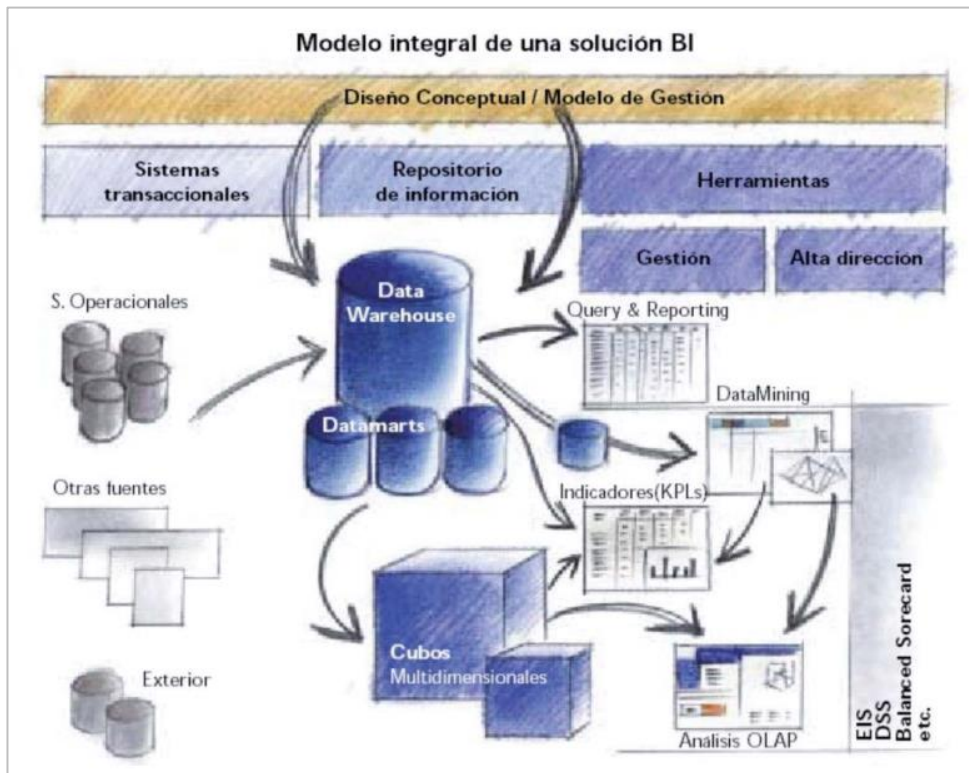 Modelo integral de una solución BI
Diseño Conceptual / Modelo de Gestión
Sistemas
transaccionales
Repositorio
de información
Herramientas
Gestión
Alta dirección
S. Operacionales
Data
Warehouse
Query & Reporting
DataMining
Datamarts
Otras fuentes
Indicadores(KPLs)
Cubos
Multidimensionales
Exterior
Análisis OLAP
EIS
DSS
Balanced Sorecard
etc.